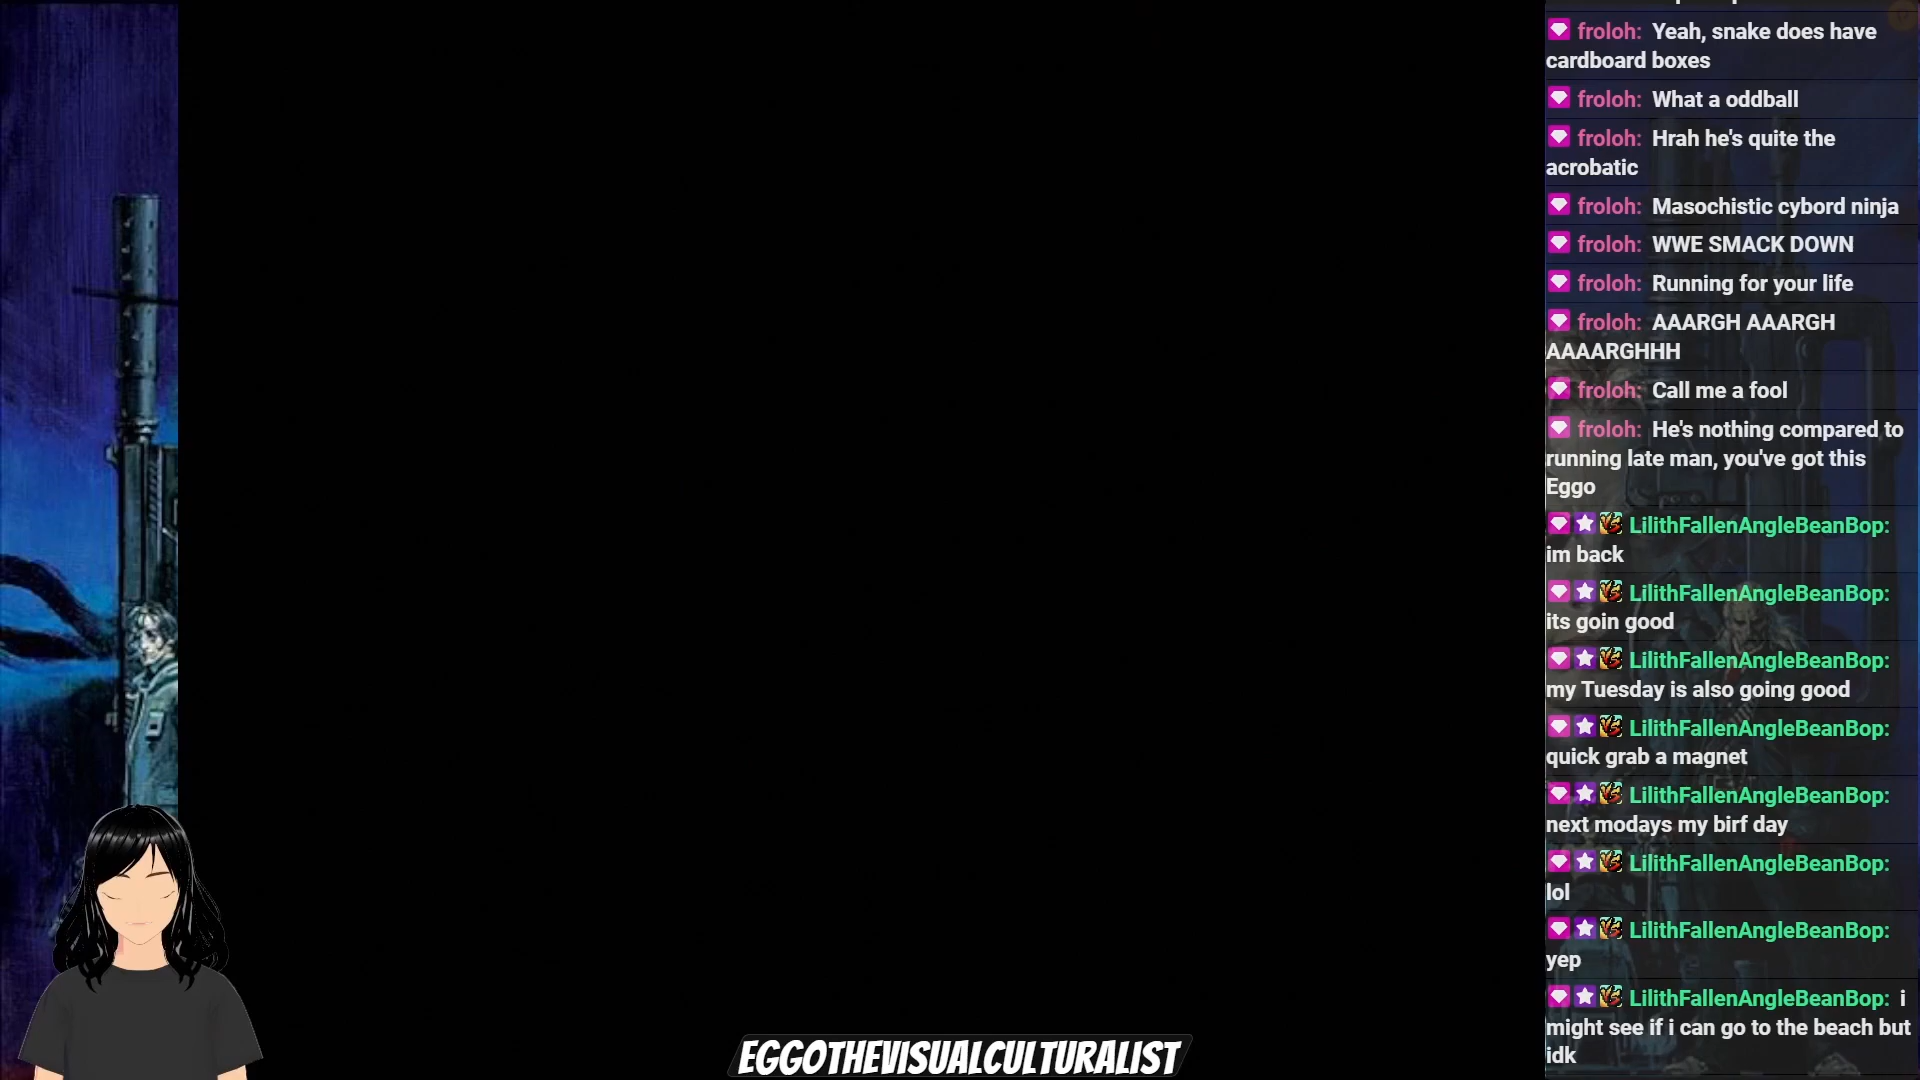 froloh: Yeah, snake does have
cardboard boxes
froloh: What a oddball
froloh: Hrah he's quite the
acrobatic
froloh: Masochistic cybord ninja
froloh: WWE SMACK DOWN
froloh: Running for your life
froloh: AAARGH AAARGH
AAAARGHHH
froloh: Call me a fool
froloh: He's nothing compared to
running late man, you've got this
Eggo
LilithFallenAngleBeanBop:
im back
LilithFallenAngleBeanBop:
its goin good
LilithFallenAngleBeanBop:
my Tuesday is also going good
LilithFallenAngleBeanBop:
quick grab a magnet
LilithFallenAngleBeanBop:
next modays my birf day
LilithFallenAngleBeanBop:
lol
LilithFallenAngleBeanBop:
yep
LilithFallenAngleBeanBop: i
might see if i can go to the beach but
idk
EGGOTHEVISUALCULTURALIST